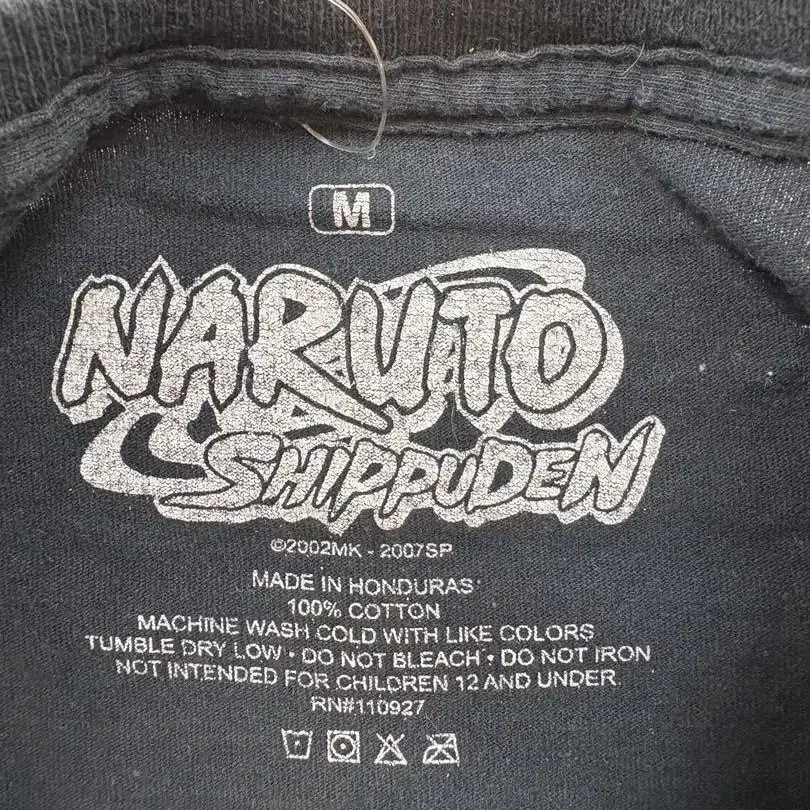 M
NARUTO
SHIPPUDEN
©2002MK - 2007SP
MADE IN HONDURAS
100% COTTON
MACHINE WASH COLD WITH LIKE COLORS
TUMBLE DRY LOW • DO NOT BLEACH • DO NOT IRON
NOT INTENDED FOR CHILDREN 12 AND UNDER
RN#110927